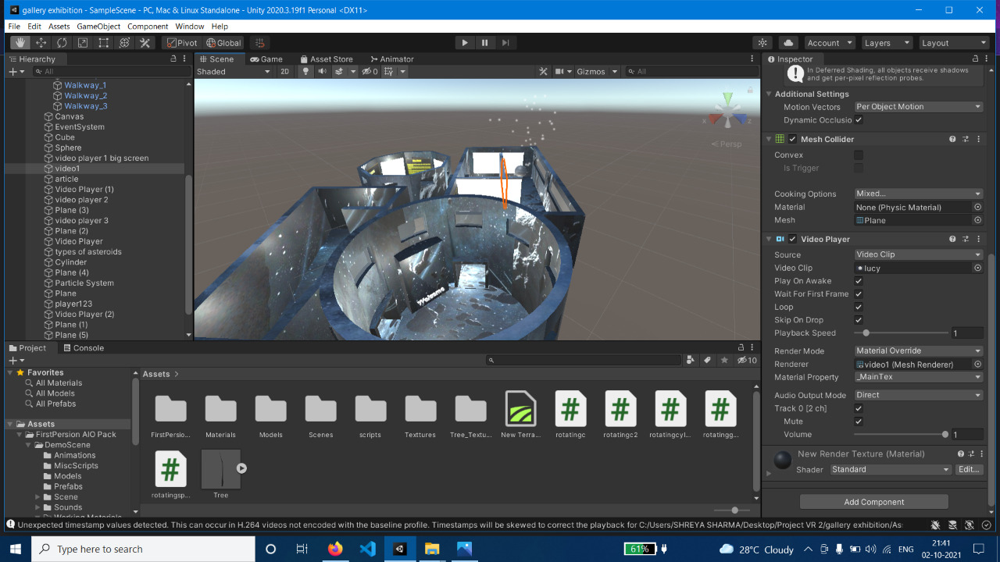 gallery exhibition - SampleScene - PC, Mac & Linux Standalone - Unity 2020.3.19f1 Personal <DX11>
File Edit Assets GameObject Component Window Help
Pivot Global Account Layers Layout
Hierarchy
All
Walkway_1
Walkway_2
Walkway_3
Canvas
EventSystem
Cube
Sphere
video player 1 big screen
video1
article
Video Player (1)
video player 2
Plane (3)
video player 3
Plane (2)
Video Player
types of asteroids
Cylinder
Plane (4)
Particle System
Plane
player123
Video Player (2)
Plane (1)
Plane (5)
Scene Game Asset Store Animator
Shaded 2D 0 Gizmos All
x z
Persp
Welcome
Inspector
In Deferred Shading, all objects receive shadows
and get per-pixel reflection probes.
Additional Settings
Motion Vectors Per Object Motion
Dynamic Occlusio
Mesh Collider
Convex
Is Trigger
Cooking Options Mixed...
Material None (Physic Material)
Mesh Plane
Video Player
Source Video Clip
Video Clip lucy
Play On Awake
Wait For First Frame
Loop
Skip On Drop
Playback Speed 1
Render Mode Material Override
Renderer video1 (Mesh Renderer)
Material Property _MainTex
Audio Output Mode Direct
Track 0 [2 ch]
Mute
Volume 1
New Render Texture (Material)
Shader Standard Edit...
Add Component
Project Console
10
Favorites
All Materials
All Models
All Prefabs
Assets
FirstPersion AIO Pack
DemoScene
Animations
MiscScripts
Models
Prefabs
Scene
Sounds
Working Materials
Assets
FirstPersio... Materials Models Scenes scripts Texttures Tree_Textu... New Terra... rotatingc rotatingc2 rotatingcyl... rotatingg...
rotatingsp... Tree
Unexpected timestamp values detected. This can occur in H.264 videos not encoded with the baseline profile. Timestamps will be skewed to correct the playback for C:/Users/SHREYA SHARMA/Desktop/Project VR 2/gallery exhibition/As
Type here to search
61%
28°C Cloudy
ENG
21:41
02-10-2021